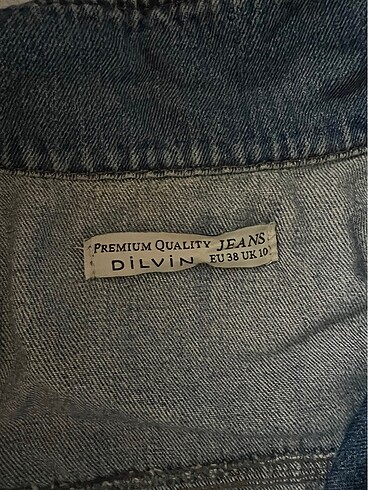 PREMIUM QUALITY JEANS
DİLVİN EU 38 UK 10